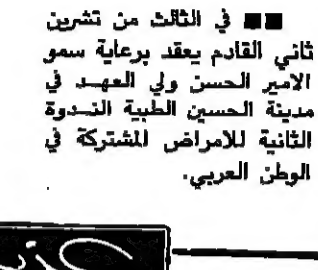 ■■ في الثالث من تشرين
ثاني القادم يعقد برعاية سمو
الامير الحسن ولي العهد في
مدينة الحسين الطبية الندوة
الثانية للامراض المشتركة في
الوطن العربي.